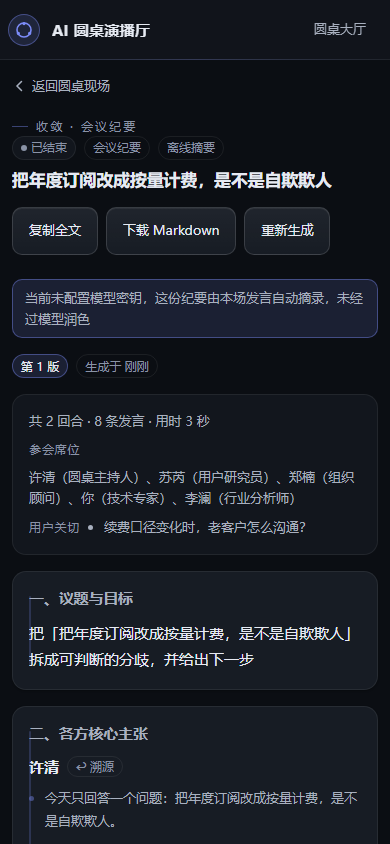 AI 圆桌演播厅
圆桌大厅
返回圆桌现场
收敛 · 会议纪要
已结束
会议纪要
离线摘要
把年度订阅改成按量计费，是不是自欺欺人
复制全文
下载 Markdown
重新生成
当前未配置模型密钥，这份纪要由本场发言自动摘录，未经
过模型润色
第 1 版
生成于 刚刚
共 2 回合 · 8 条发言 · 用时 3 秒
参会席位
许清（圆桌主持人）、苏芮（用户研究员）、郑楠（组织
顾问）、你（技术专家）、李澜（行业分析师）
用户关切
续费口径变化时，老客户怎么沟通？
一、议题与目标
把「把年度订阅改成按量计费，是不是自欺欺人」
拆成可判断的分歧，并给出下一步
二、各方核心主张
许清
↩ 溯源
今天只回答一个问题：把年度订阅改成按量计费，是不
是自欺欺人。